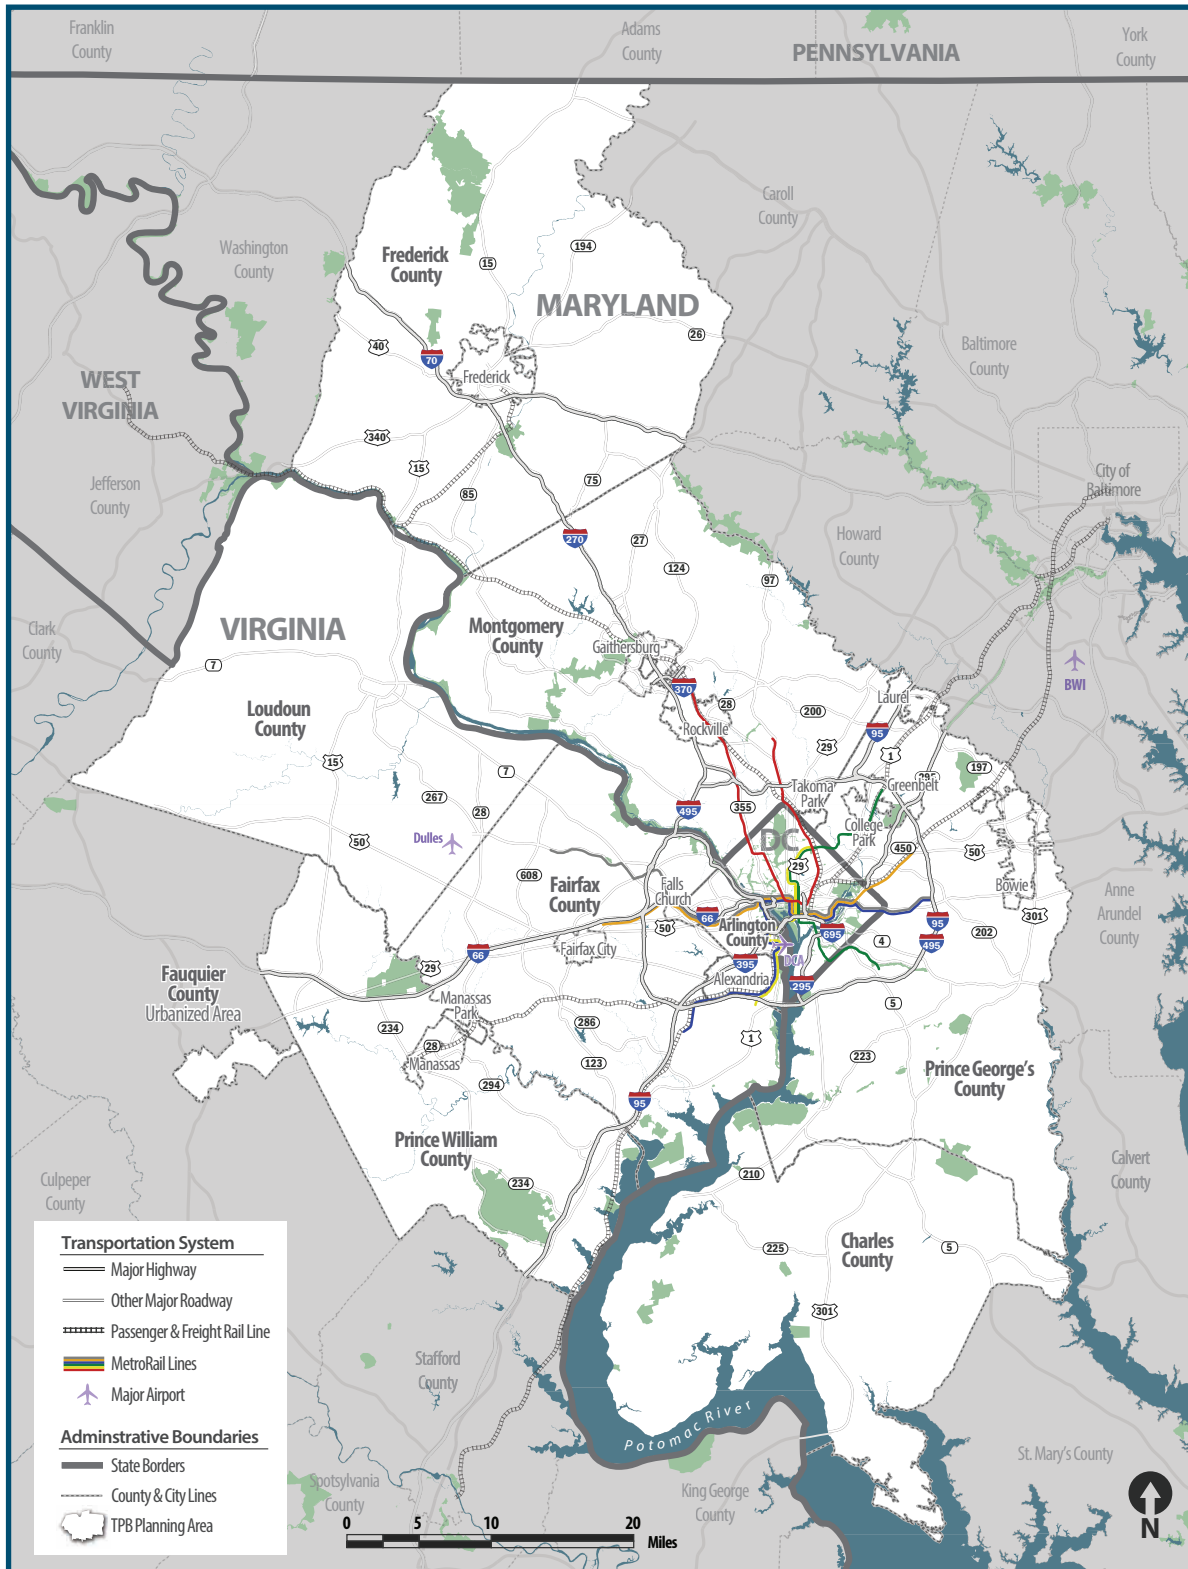 Franklin
County
Adams
County
PENNSYLVANIA
York
County
Caroll
County
Washington
County
Frederick
County
194
15
MARYLAND
26
40
70
Frederick
Baltimore
County
WEST
VIRGINIA
340
15
85
75
Jefferson
County
City of
Baltimore
270
27
124
97
Howard
County
Clark
County
VIRGINIA
7
Montgomery
County
Gaithersburg
370
28
Rockville
200
Laurel
95
29
1
BWI
Loudoun
County
15
7
267
28
495
355
Takoma
Park
295
Greenbelt
197
College
Park
Dulles
50
DC
29
450
50
608
Fairfax
County
Falls
Church
Bowie
301
Anne
Arundel
County
66
50
Arlington
County
695
95
495
4
202
Fairfax City
66
29
395
DCA
Alexandria
295
Fauquier
County
Urbanized Area
Manassas
Park
234
28
Manassas
286
1
5
123
223
294
95
Prince George's
County
Prince William
County
234
210
Calvert
County
Culpeper
County
225
Charles
County
5
301
Transportation System
Major Highway
Other Major Roadway
Passenger & Freight Rail Line
MetroRail Lines
Major Airport
Adminstrative Boundaries
State Borders
County & City Lines
TPB Planning Area
Stafford
County
Potomac River
Spotsylvania
County
King George
County
St. Mary's County
0 5 10 20
Miles
N